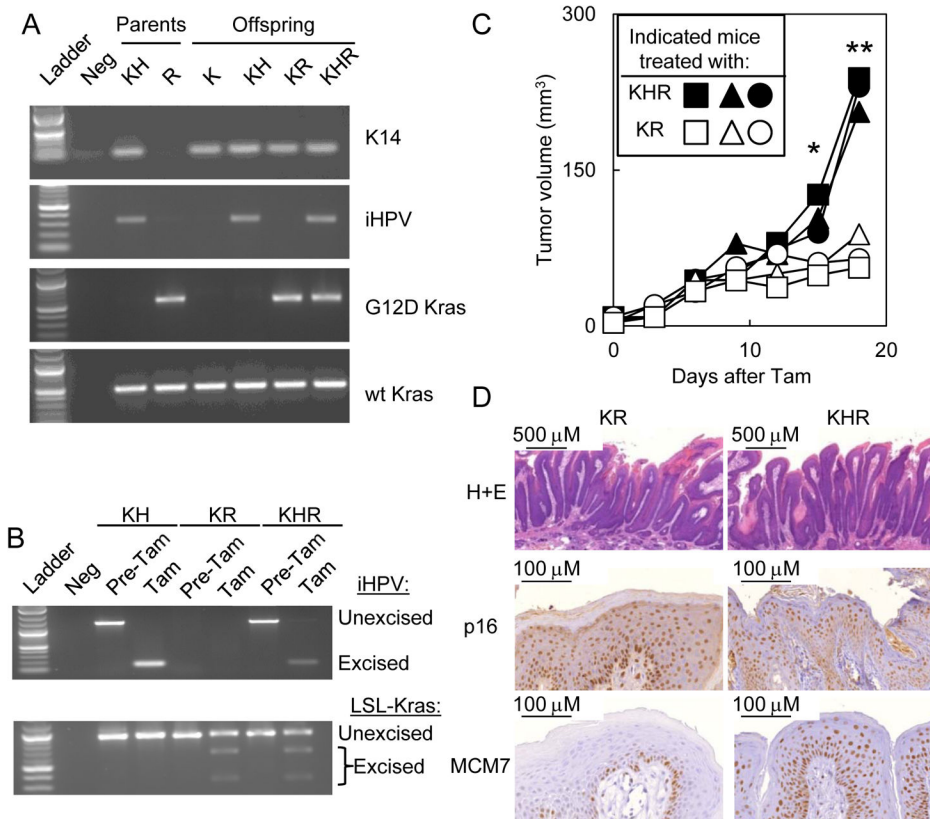 A
Parents
Offspring
Ladder
Neg
KH
R
K
KH
KR
KHR
K14
iHPV
G12D Kras
wt Kras
B
KH
KR
KHR
Ladder
Neg
Pre-Tam
Tam
Pre-Tam
Tam
Pre-Tam
Tam
iHPV:
Unexcised
Excised
LSL-Kras:
Unexcised
Excised
C
300
150
0
Tumor volume (mm3)
Indicated mice
treated with:
KHR
KR
*
**
0
10
20
Days after Tam
D
KR
KHR
500 µM
500 µM
H+E
100 µM
100 µM
p16
100 µM
100 µM
MCM7